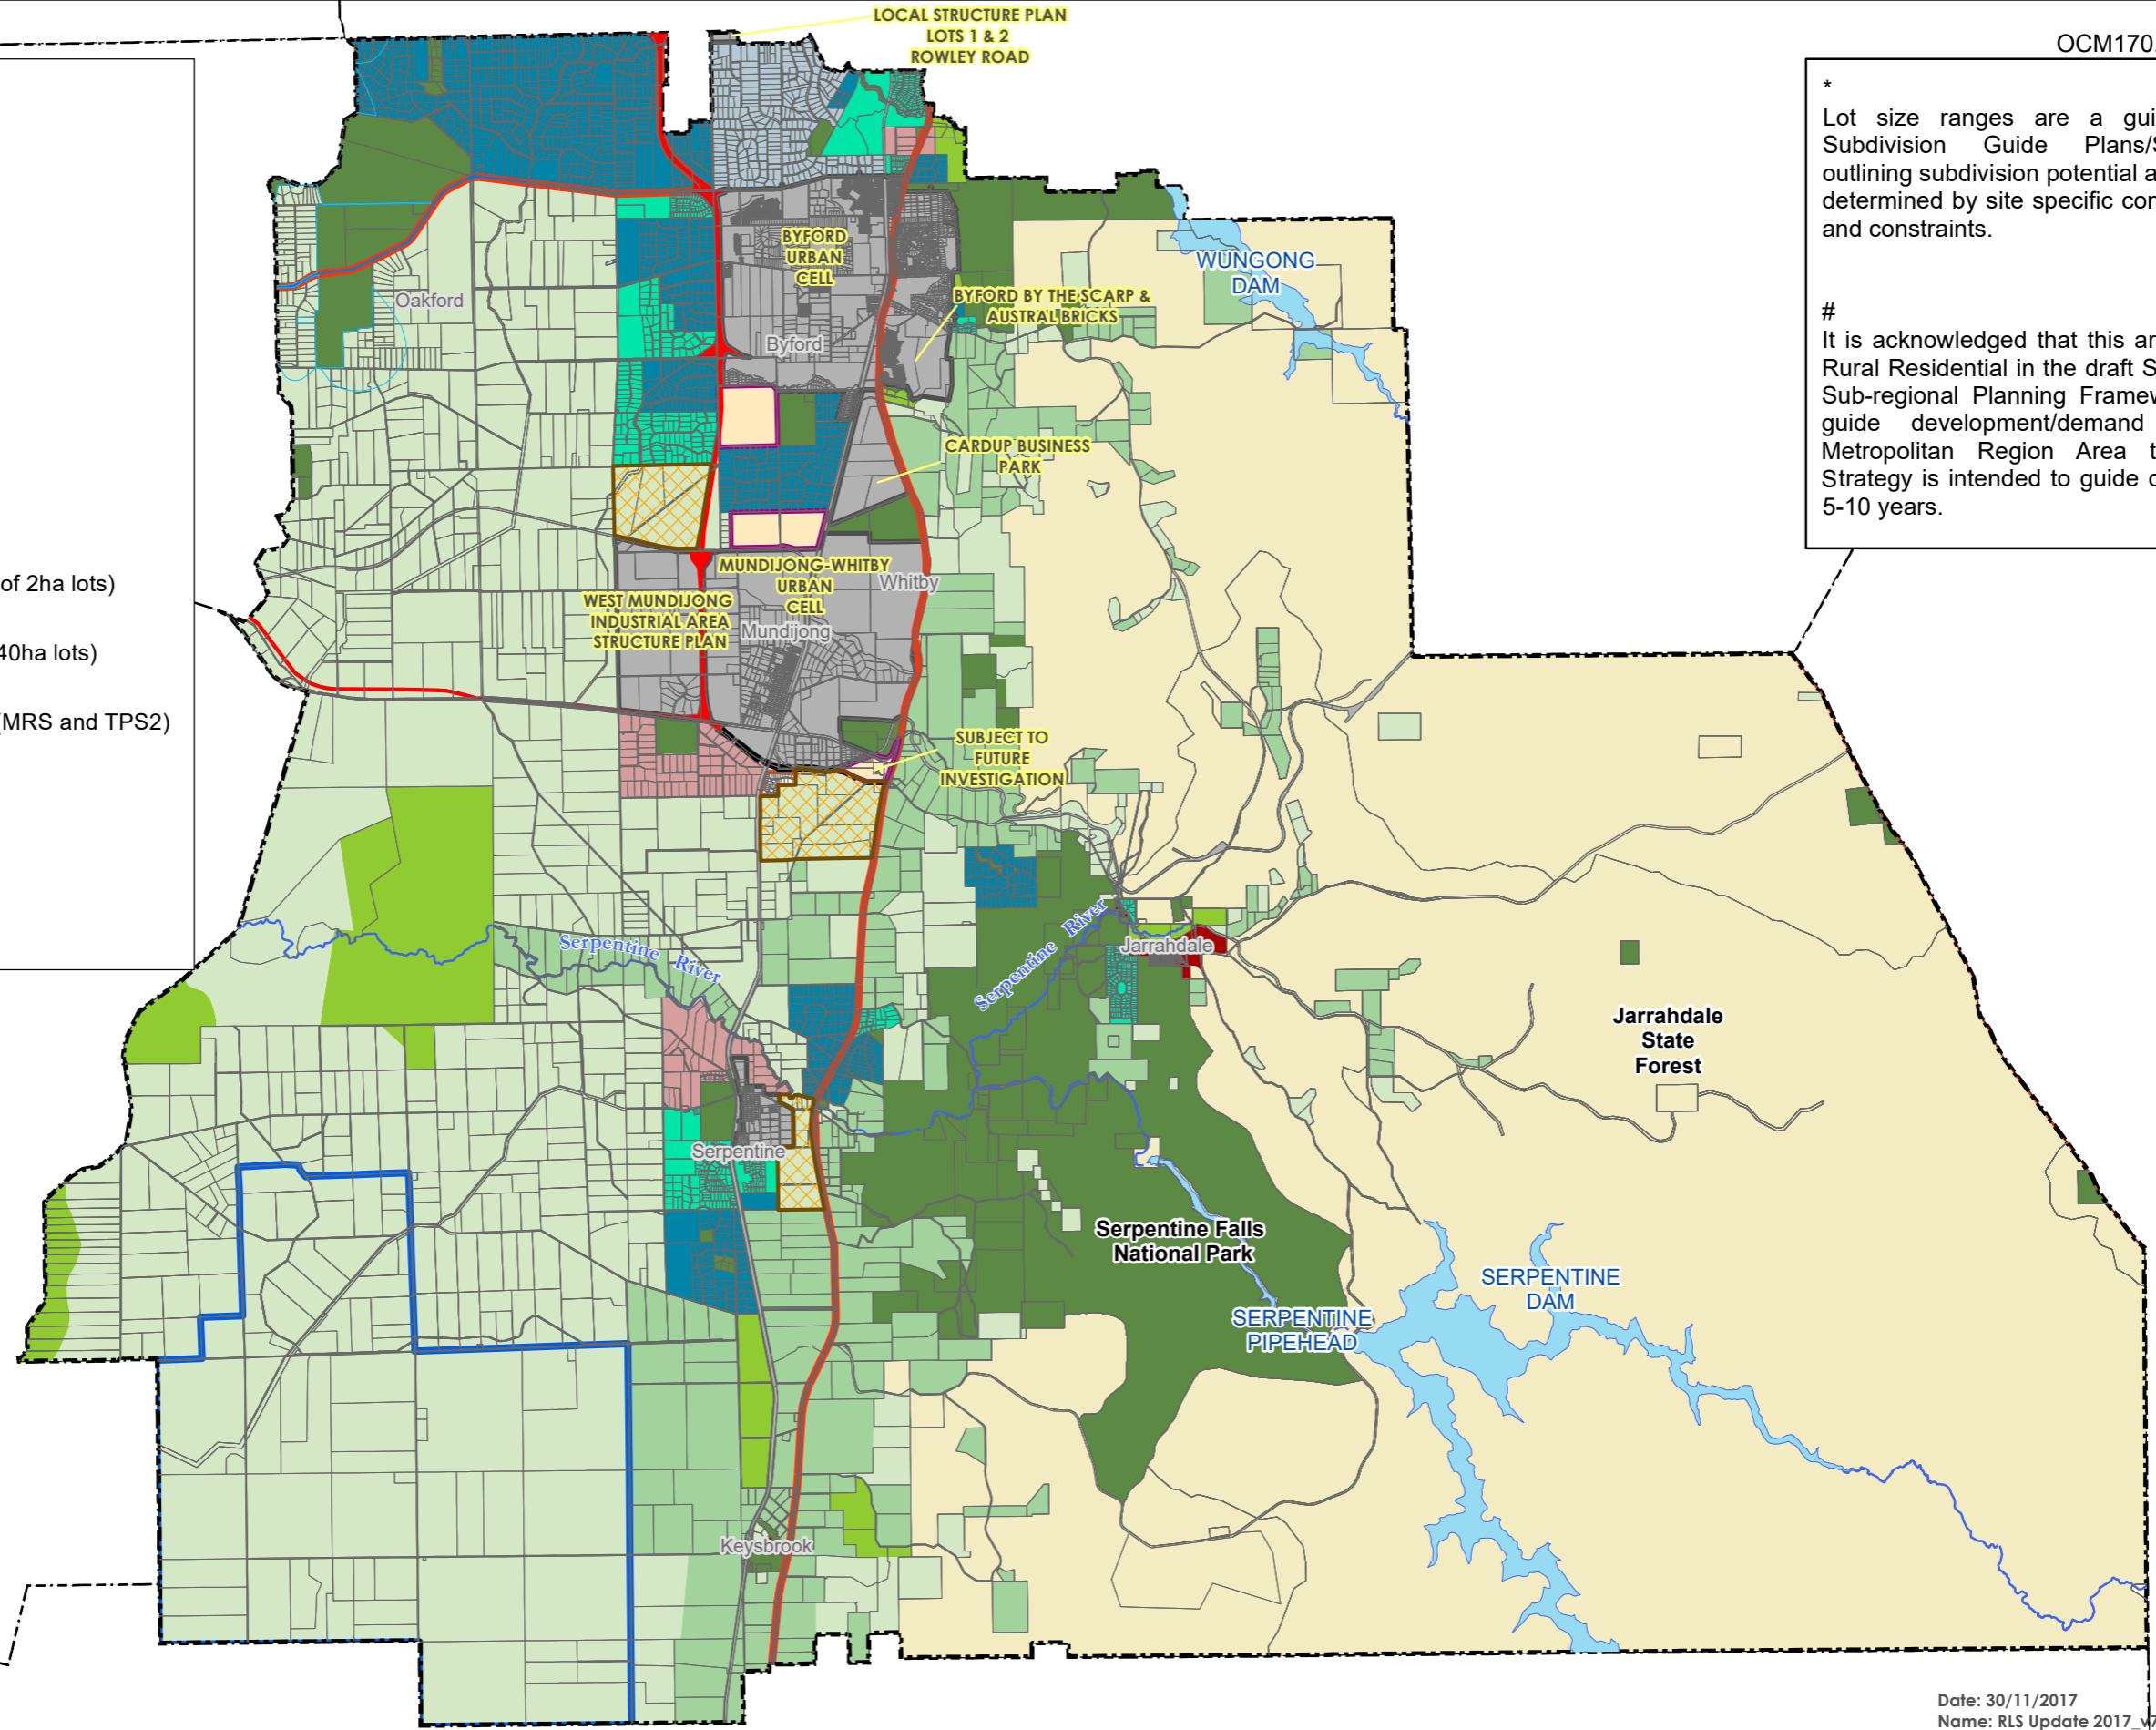 LOCAL STRUCTURE PLAN
LOTS 1 & 2
ROWLEY ROAD
OCM170
*
Lot size ranges are a gui
Subdivision Guide Plans/S
outlining subdivision potential a
determined by site specific con
and constraints.
#
It is acknowledged that this ar
Rural Residential in the draft S
Sub-regional Planning Framew
guide development/demand
Metropolitan Region Area t
Strategy is intended to guide d
5-10 years.
of 2ha lots)
40ha lots)
(MRS and TPS2)
BYFORD
URBAN
CELL
WUNGONG
DAM
Oakford
BYFORD BY THE SCARP &
AUSTRAL BRICKS
Byford
CARDUP BUSINESS
PARK
MUNDIJONG-WHITBY
URBAN
CELL
Whitby
WEST MUNDIJONG
INDUSTRIAL AREA
STRUCTURE PLAN
Mundijong
SUBJECT TO
FUTURE
INVESTIGATION
Serpentine River
Serpentine River
Jarrahdale
Jarrahdale
State
Forest
Serpentine
Serpentine Falls
National Park
SERPENTINE
DAM
SERPENTINE
PIPEHEAD
Keysbrook
Date: 30/11/2017
Name: RLS Update 2017_v7